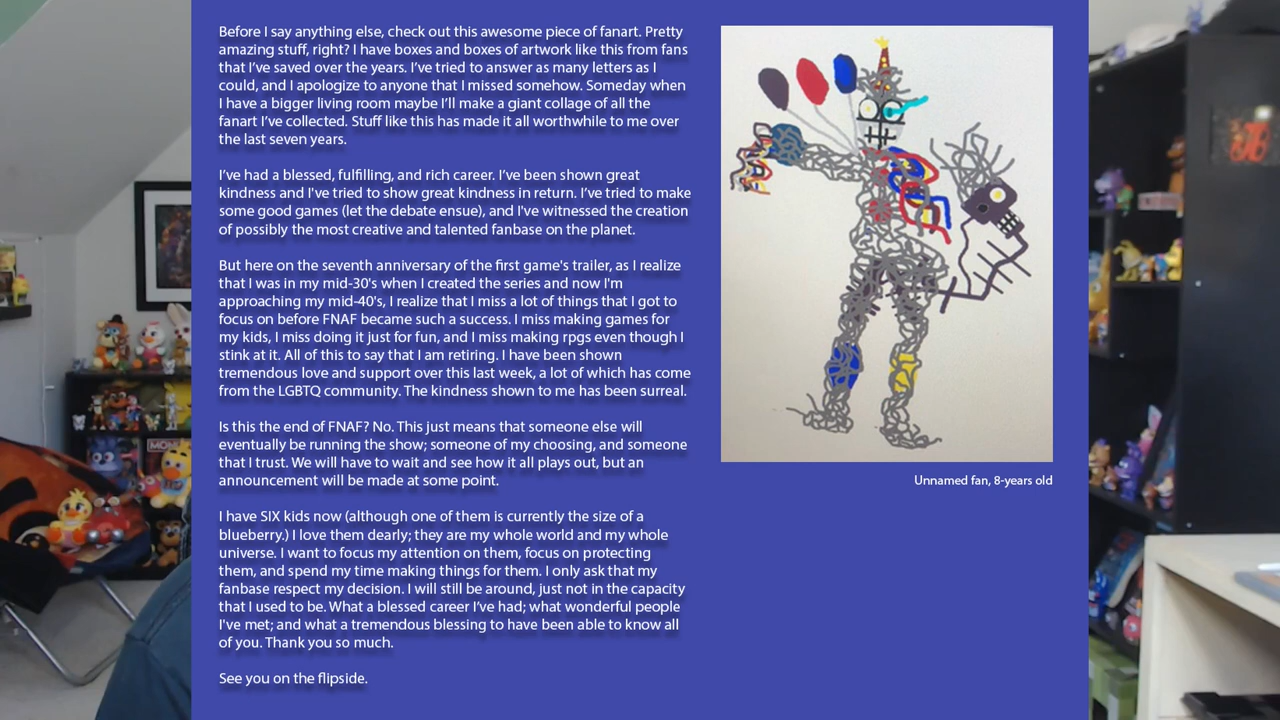 Before I say anything else, check out this awesome piece of fanart. Pretty
amazing stuff, right? I have boxes and boxes of artwork like this from fans
that I've saved over the years. I've tried to answer as many letters as I
could, and I apologize to anyone that I missed somehow. Someday when
I have a bigger living room maybe I'll make a giant collage of all the
fanart I've collected. Stuff like this has made it all worthwhile to me over
the last seven years.
I've had a blessed, fulfilling, and rich career. I've been shown great
kindness and I've tried to show great kindness in return. I've tried to make
some good games (let the debate ensue), and I've witnessed the creation
of possibly the most creative and talented fanbase on the planet.
But here on the seventh anniversary of the first game's trailer, as I realize
that I was in my mid-30's when I created the series and now I'm
approaching my mid-40's, I realize that I miss a lot of things that I got to
focus on before FNAF became such a success. I miss making games for
my kids, I miss doing it just for fun, and I miss making rpgs even though I
stink at it. All of this to say that I am retiring. I have been shown
tremendous love and support over this last week, a lot of which has come
from the LGBTQ community. The kindness shown to me has been surreal.
Is this the end of FNAF? No. This just means that someone else will
eventually be running the show; someone of my choosing, and someone
that I trust. We will have to wait and see how it all plays out, but an
announcement will be made at some point.
I have SIX kids now (although one of them is currently the size of a
blueberry.) I love them dearly; they are my whole world and my whole
universe. I want to focus my attention on them, focus on protecting
them, and spend my time making things for them. I only ask that my
fanbase respect my decision. I will still be around, just not in the capacity
that I used to be. What a blessed career I've had; what wonderful people
I've met; and what a tremendous blessing to have been able to know all
of you. Thank you so much.
See you on the flipside.
Unnamed fan, 8-years old